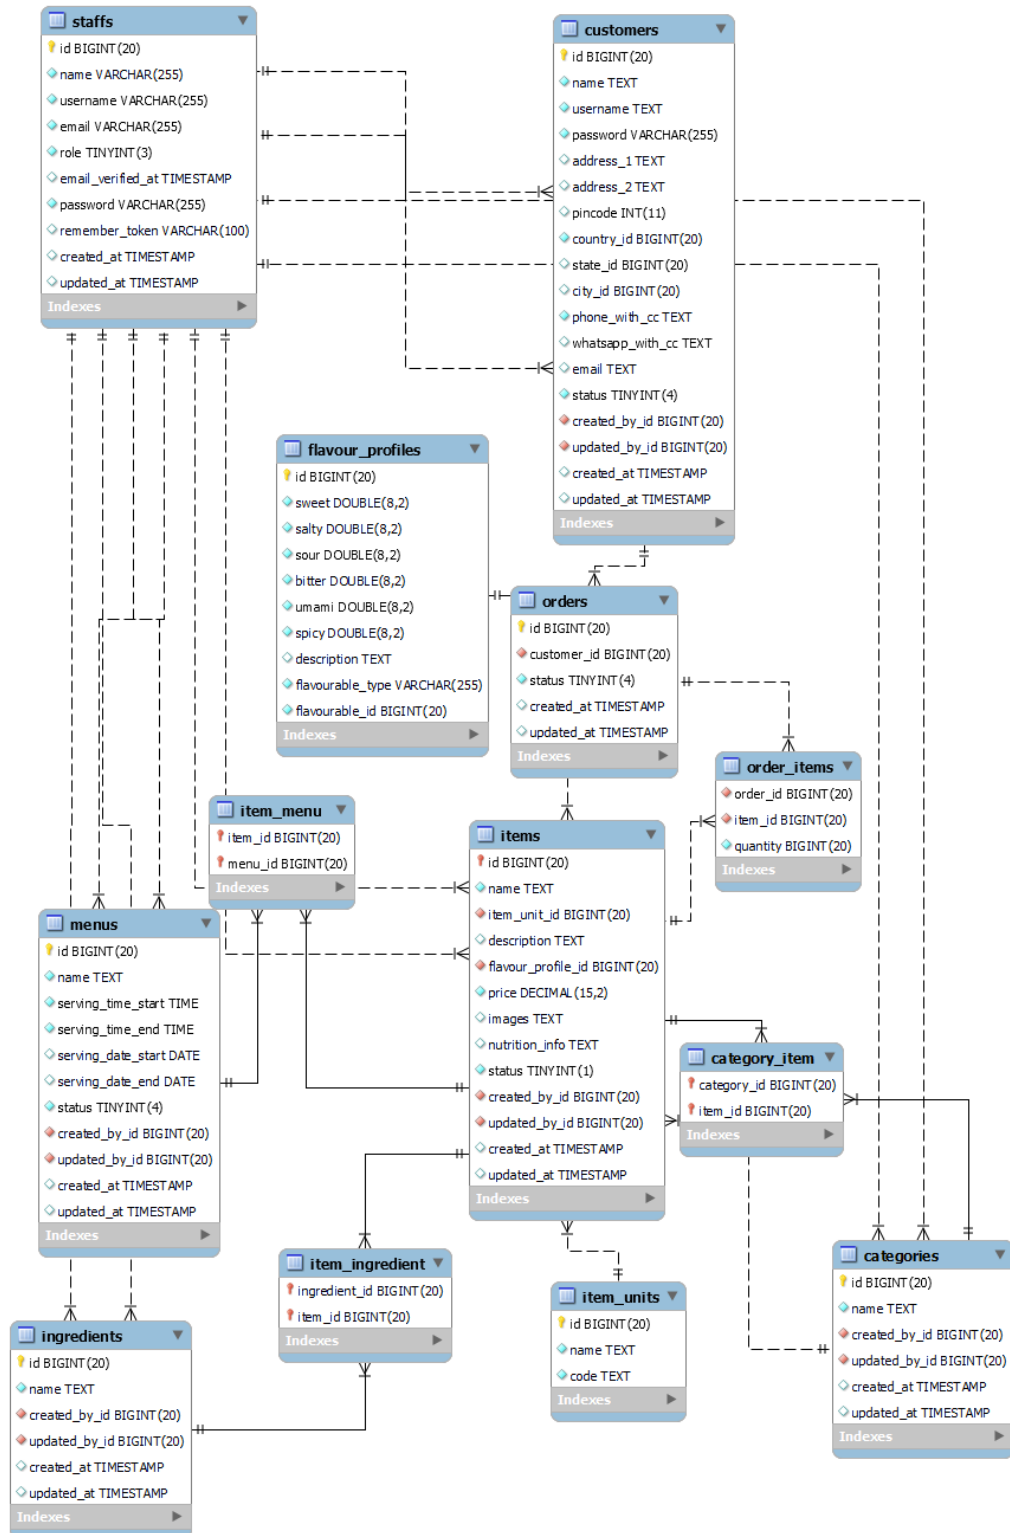 staffs
id BIGINT(20)
name VARCHAR(255)
username VARCHAR(255)
email VARCHAR(255)
role TINYINT(3)
email_verified_at TIMESTAMP
password VARCHAR(255)
remember_token VARCHAR(100)
created_at TIMESTAMP
updated_at TIMESTAMP
Indexes
customers
id BIGINT(20)
name TEXT
username TEXT
password VARCHAR(255)
address_1 TEXT
address_2 TEXT
pincode INT(11)
country_id BIGINT(20)
state_id BIGINT(20)
city_id BIGINT(20)
phone_with_cc TEXT
whatsapp_with_cc TEXT
email TEXT
status TINYINT(4)
created_by_id BIGINT(20)
updated_by_id BIGINT(20)
created_at TIMESTAMP
updated_at TIMESTAMP
Indexes
flavour_profiles
id BIGINT(20)
sweet DOUBLE(8,2)
salty DOUBLE(8,2)
sour DOUBLE(8,2)
bitter DOUBLE(8,2)
umami DOUBLE(8,2)
spicy DOUBLE(8,2)
description TEXT
flavourable_type VARCHAR(255)
flavourable_id BIGINT(20)
Indexes
orders
id BIGINT(20)
customer_id BIGINT(20)
status TINYINT(4)
created_at TIMESTAMP
updated_at TIMESTAMP
Indexes
order_items
order_id BIGINT(20)
item_id BIGINT(20)
quantity BIGINT(20)
Indexes
item_menu
item_id BIGINT(20)
menu_id BIGINT(20)
Indexes
items
id BIGINT(20)
name TEXT
item_unit_id BIGINT(20)
description TEXT
flavour_profile_id BIGINT(20)
price DECIMAL(15,2)
images TEXT
nutrition_info TEXT
status TINYINT(1)
created_by_id BIGINT(20)
updated_by_id BIGINT(20)
created_at TIMESTAMP
updated_at TIMESTAMP
Indexes
menus
id BIGINT(20)
name TEXT
serving_time_start TIME
serving_time_end TIME
serving_date_start DATE
serving_date_end DATE
status TINYINT(4)
created_by_id BIGINT(20)
updated_by_id BIGINT(20)
created_at TIMESTAMP
updated_at TIMESTAMP
Indexes
category_item
category_id BIGINT(20)
item_id BIGINT(20)
Indexes
item_ingredient
ingredient_id BIGINT(20)
item_id BIGINT(20)
Indexes
item_units
id BIGINT(20)
name TEXT
code TEXT
Indexes
categories
id BIGINT(20)
name TEXT
created_by_id BIGINT(20)
updated_by_id BIGINT(20)
created_at TIMESTAMP
updated_at TIMESTAMP
Indexes
ingredients
id BIGINT(20)
name TEXT
created_by_id BIGINT(20)
updated_by_id BIGINT(20)
created_at TIMESTAMP
updated_at TIMESTAMP
Indexes